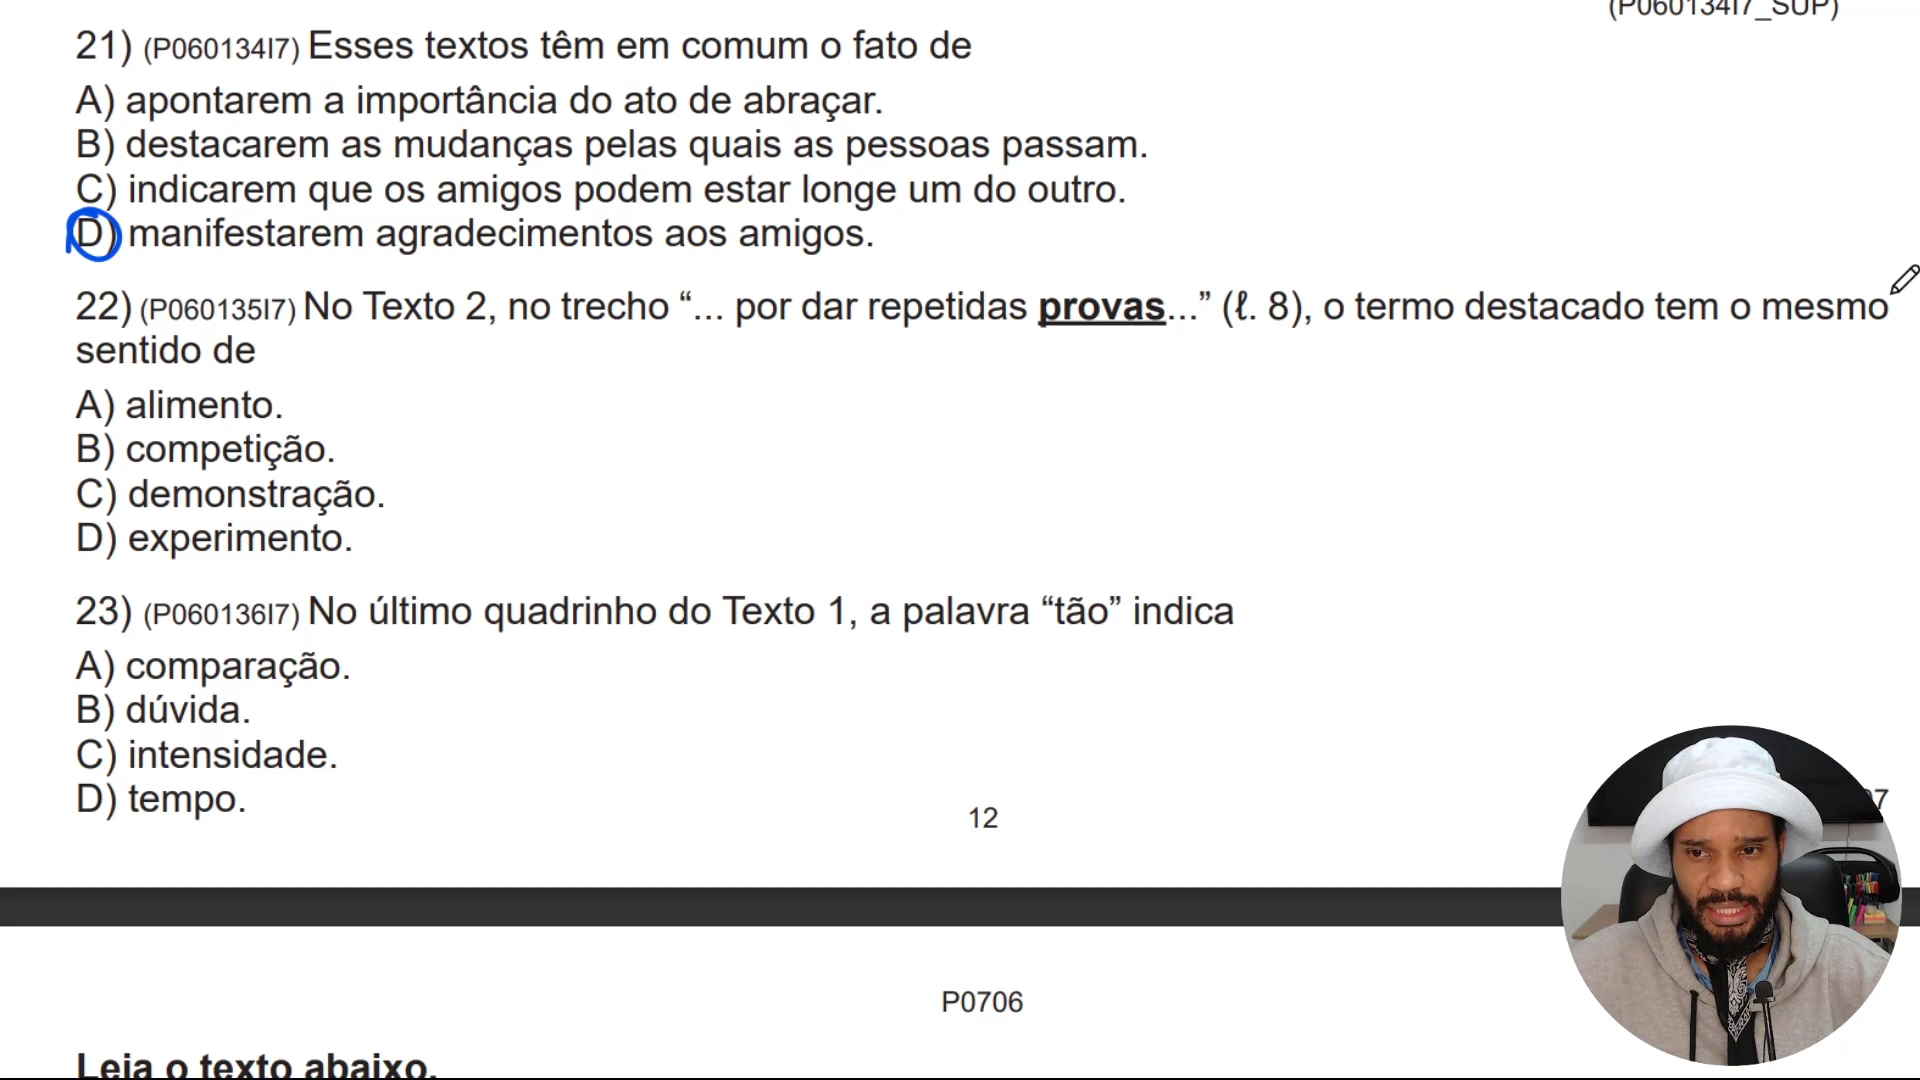 (P060134I7_SUP)
21) (P060134I7) Esses textos têm em comum o fato de
A) apontarem a importância do ato de abraçar.
B) destacarem as mudanças pelas quais as pessoas passam.
C) indicarem que os amigos podem estar longe um do outro.
D) manifestarem agradecimentos aos amigos.
22) (P060135I7) No Texto 2, no trecho “... por dar repetidas provas...” (ℓ. 8), o termo destacado tem o mesmo
sentido de
A) alimento.
B) competição.
C) demonstração.
D) experimento.
23) (P060136I7) No último quadrinho do Texto 1, a palavra “tão” indica
A) comparação.
B) dúvida.
C) intensidade.
D) tempo.
12
P0706
Leia o texto abaixo.